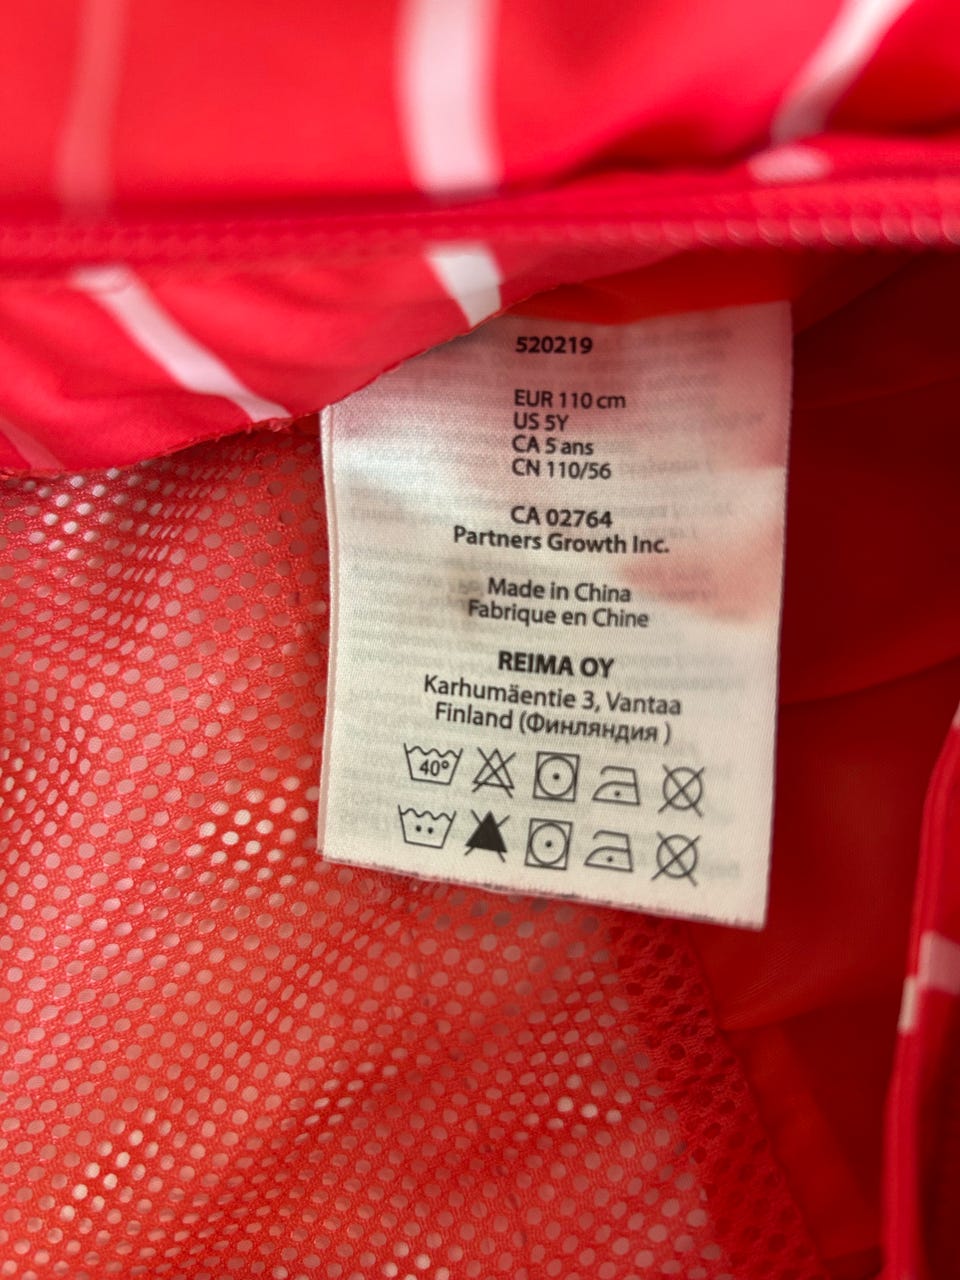 520219
EUR 110 cm
US 5Y
CA 5 ans
CN 110/56
CA 02764
Partners Growth Inc.
Made in China
Fabrique en Chine
REIMA OY
Karhumäentie 3, Vantaa
Finland (Финляндия )
40°